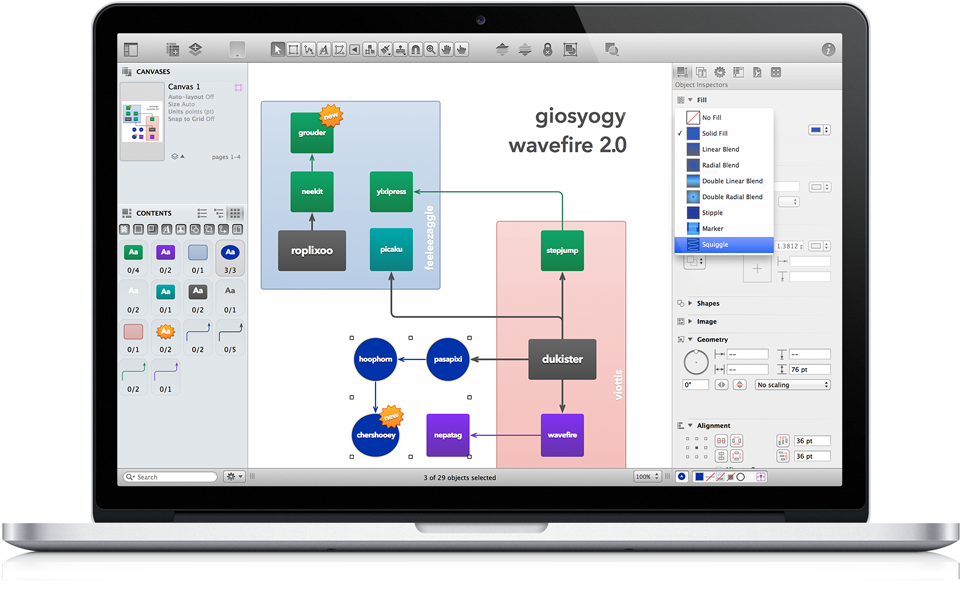 CANVASES
Canvas 1
Auto-layout Off
Size Auto
Units points (pt)
Snap to Grid Off
pages 1-4
CONTENTS
Aa
Aa
Aa
0/4
0/2
0/1
3/3
Aa
Aa
Aa
Aa
0/2
0/1
0/2
0/1
Aa
0/1
0/2
0/2
0/5
0/2
0/1
Search
giosyogy
wavefire 2.0
new
grouder
neekit
yixipress
roplixoo
picaku
feeleezaggle
stepjump
hoophorn
pasapixi
dukister
viottis
new
chershooey
nepatag
wavefire
3 of 29 objects selected
100%
Object Inspectors
Fill
No Fill
✓ Solid Fill
Linear Blend
Radial Blend
Double Linear Blend
Double Radial Blend
Stipple
Marker
Squiggle
1.3812 p
Shapes
Image
Geometry
--
--
--
76 pt
0°
No scaling
Alignment
36 pt
36 pt